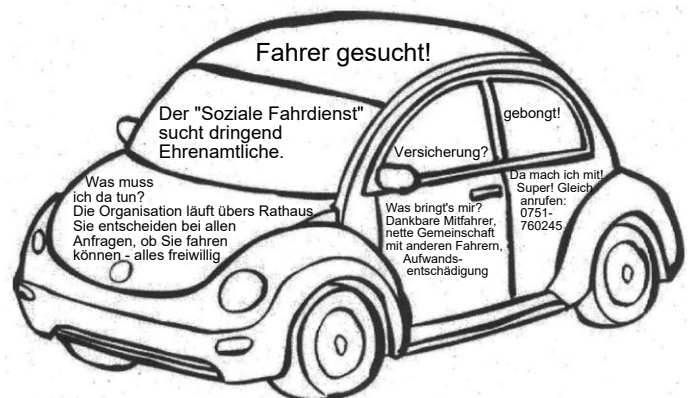 Fahrer gesucht!
Der "Soziale Fahrdienst"
sucht dringend
Ehrenamtliche.
Versicherung?
gebongt!
Was muss
ich da tun?
Die Organisation läuft übers Rathaus
Sie entscheiden bei allen
Anfragen, ob Sie fahren
können - alles freiwillig
Was bringt's mir?
Dankbare Mitfahrer,
nette Gemeinschaft
mit anderen Fahrern,
Aufwands-
entschädigung
Da mach ich mit!
Super! Gleich
anrufen:
0751-
760245